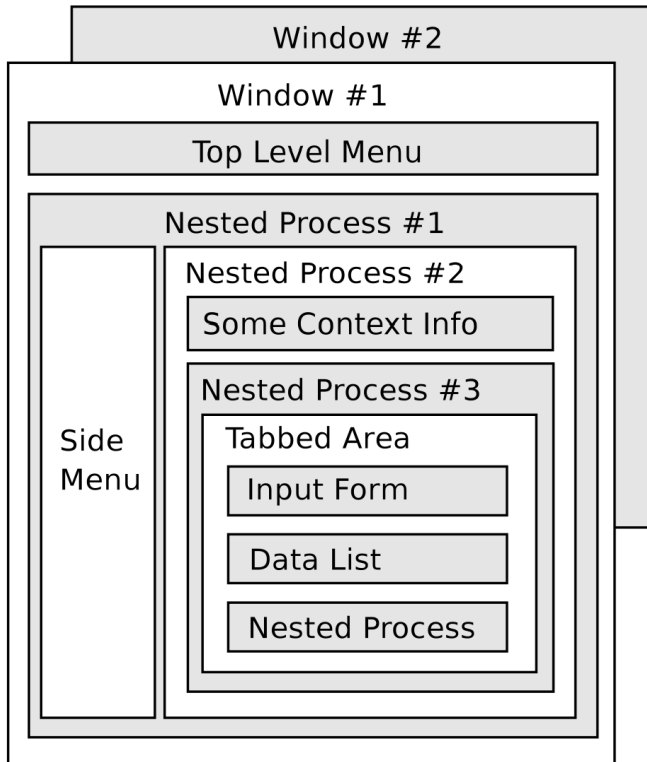 Window #2
Window #1
Top Level Menu
Nested Process #1
Nested Process #2
Some Context Info
Nested Process #3
Tabbed Area
Side
Menu
Input Form
Data List
Nested Process